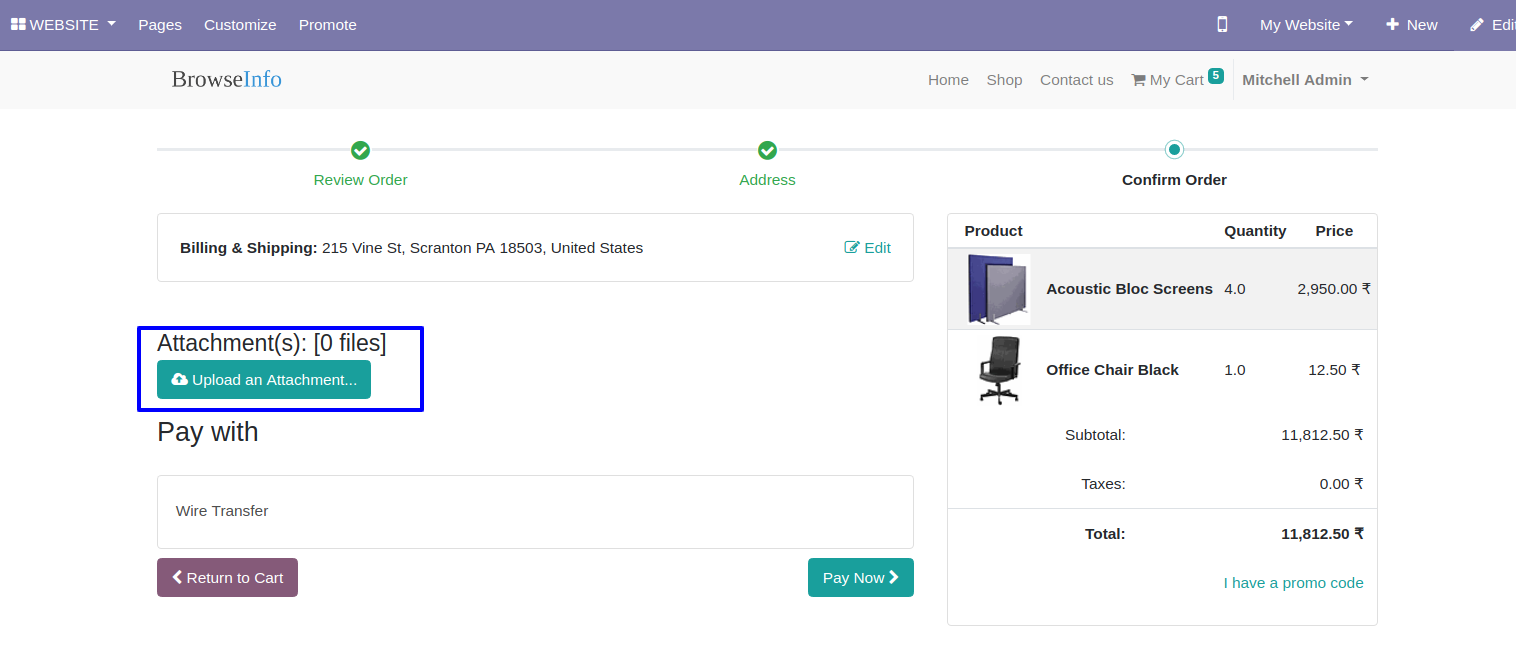 WEBSITE Pages Customize Promote My Website New Edit
BrowseInfo Home Shop Contact us My Cart 5 Mitchell Admin
Review Order Address Confirm Order
Billing & Shipping: 215 Vine St, Scranton PA 18503, United States Edit
Attachment(s): [0 files]
Upload an Attachment...
Pay with
Wire Transfer
Return to Cart Pay Now
Product Quantity Price
Acoustic Bloc Screens 4.0 2,950.00 ₹
Office Chair Black 1.0 12.50 ₹
Subtotal: 11,812.50 ₹
Taxes: 0.00 ₹
Total: 11,812.50 ₹
I have a promo code